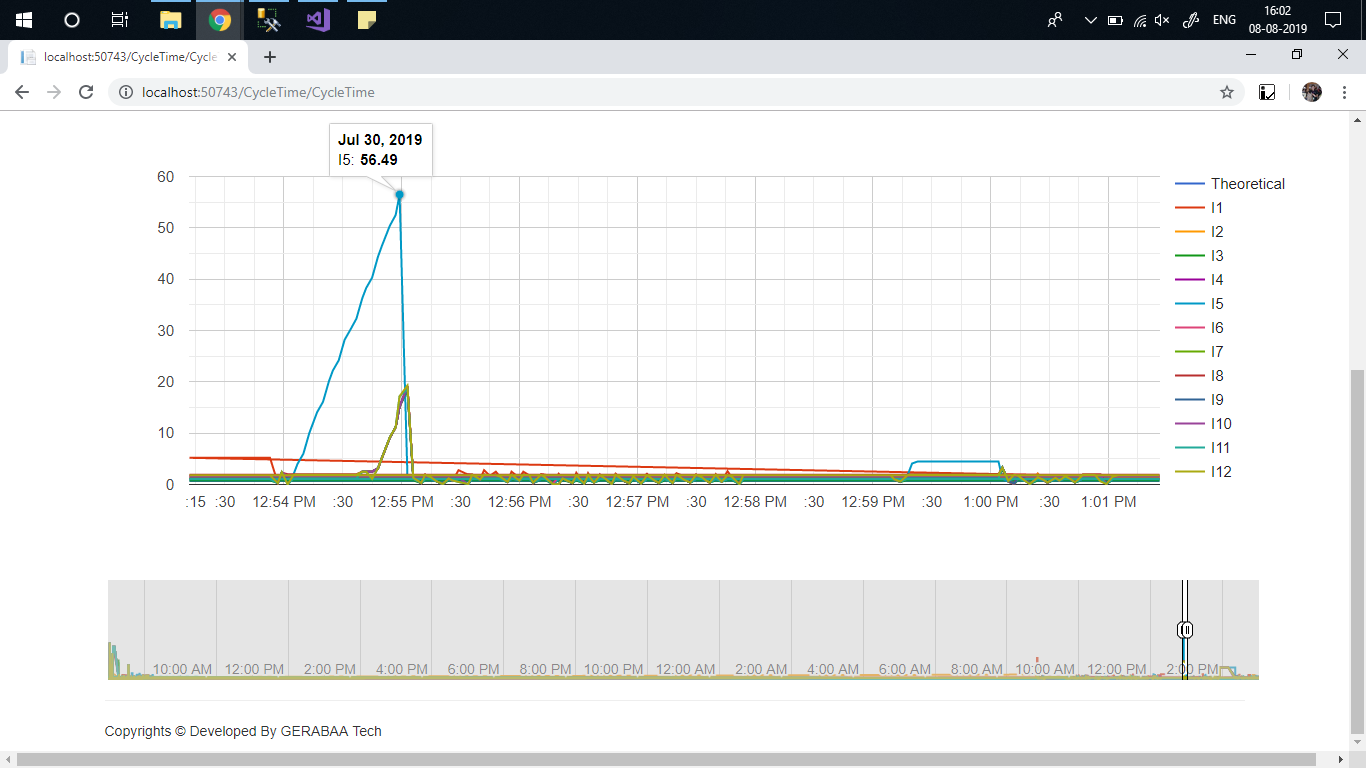 16:02
ENG
08-08-2019
localhost:50743/CycleTime/Cycle
localhost:50743/CycleTime/CycleTime
Jul 30, 2019
I5: 56.49
60
50
40
30
20
10
0
:15 :30 12:54 PM :30 12:55 PM :30 12:56 PM :30 12:57 PM :30 12:58 PM :30 12:59 PM :30 1:00 PM :30 1:01 PM
Theoretical
I1
I2
I3
I4
I5
I6
I7
I8
I9
I10
I11
I12
10:00 AM 12:00 PM 2:00 PM 4:00 PM 6:00 PM 8:00 PM 10:00 PM 12:00 AM 2:00 AM 4:00 AM 6:00 AM 8:00 AM 10:00 AM 12:00 PM 2:00 PM
Copyrights © Developed By GERABAA Tech